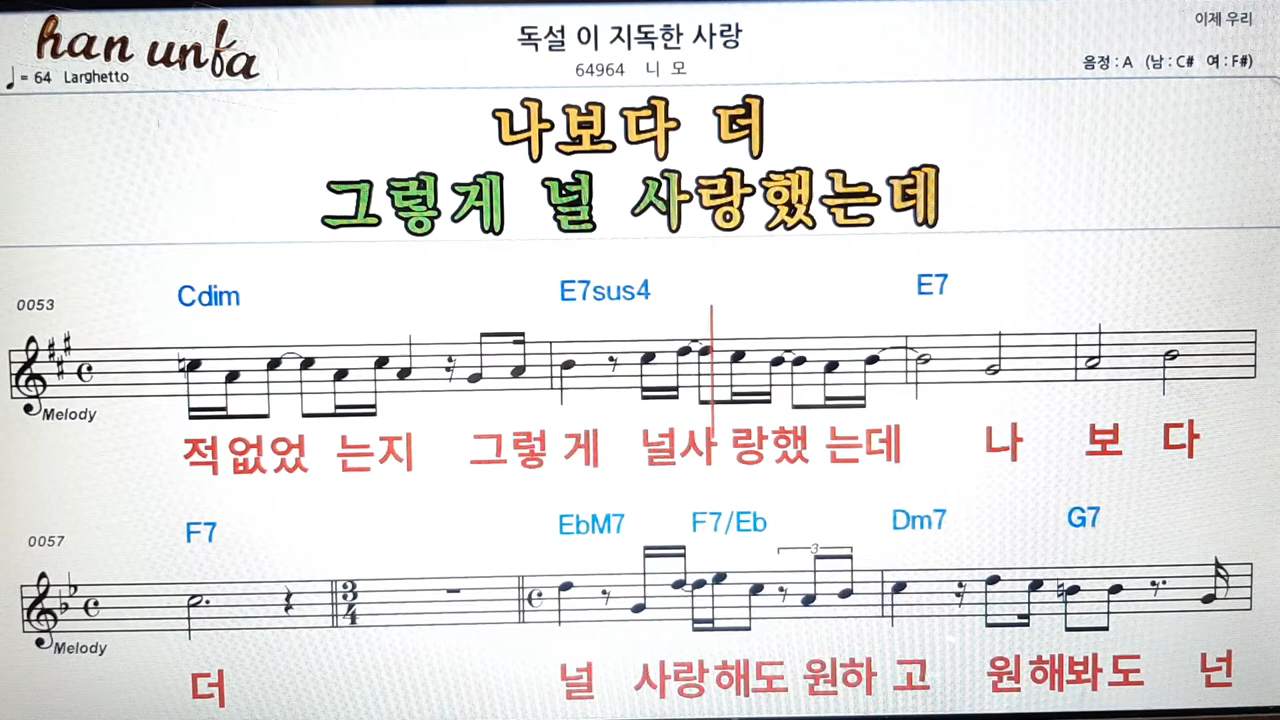 han unfa
이제 우리
독설 이 지독한 사랑
♩= 64 Larghetto
64964 니 모
음정 : A (남 : C# 여 : F#)
나보다 더
그렇게 널 사랑했는데
0053
Cdim E7sus4 E7
Melody
적없었 는지 그렇 게 널사 랑했 는데 나 보 다
0057
F7 EbM7 F7/Eb Dm7 G7
3
3
4
Melody
더 널 사랑해도 원하 고 원해봐도 넌